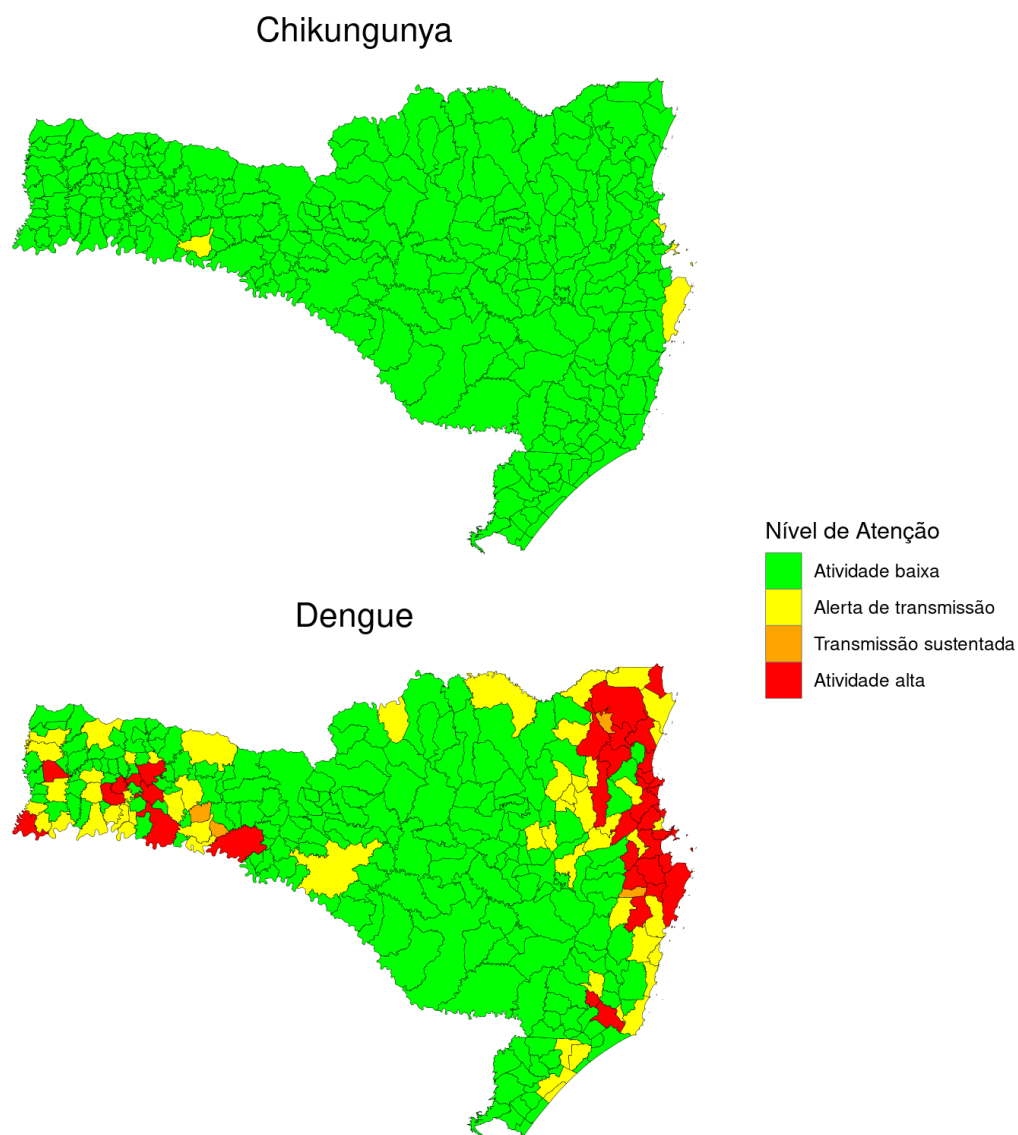 Chikungunya
Nível de Atenção
Atividade baixa
Alerta de transmissão
Transmissão sustentada
Atividade alta
Dengue